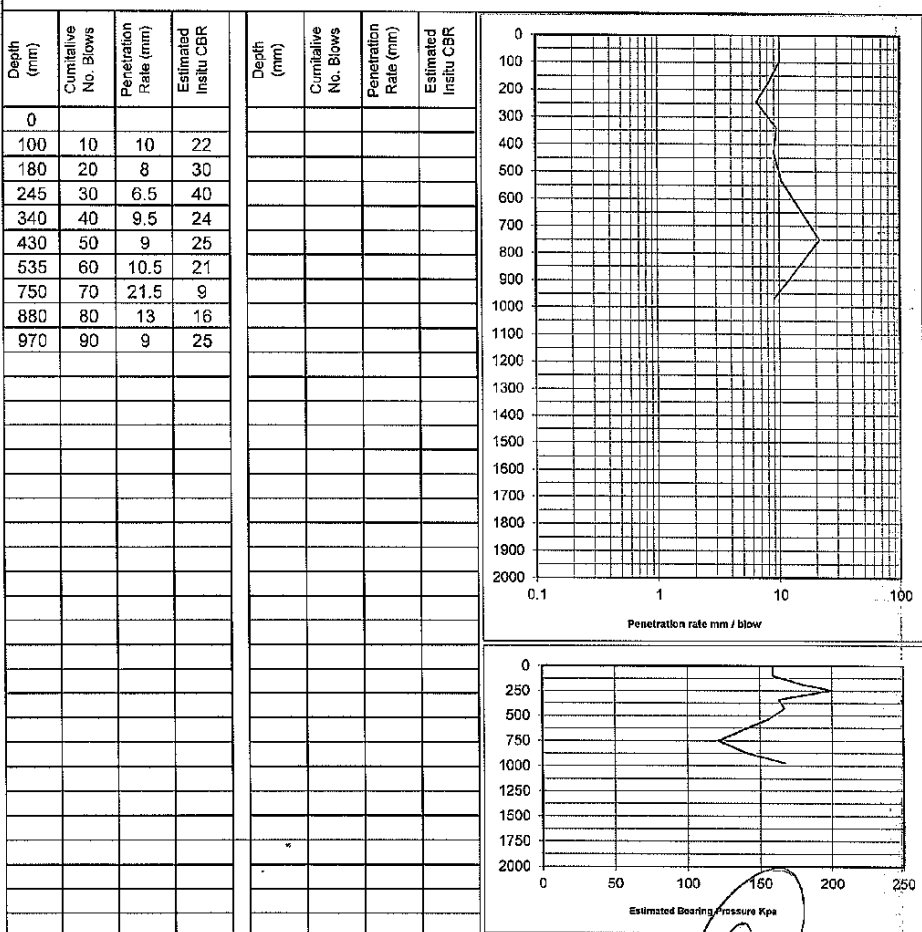 Depth (mm) Cumitalive No. Blows Penetration Rate (mm) Estimated Insitu CBR Depth (mm) Cumitalive No. Blows Penetration Rate (mm) Estimated Insitu CBR
0
100 10 10 22
180 20 8 30
245 30 6.5 40
340 40 9.5 24
430 50 9 25
535 60 10.5 21
750 70 21.5 9
880 80 13 16
970 90 9 25
0
100
200
300
400
500
600
700
800
900
1000
1100
1200
1300
1400
1500
1600
1700
1800
1900
2000
0.1 1 10 100
Penetration rate mm / blow
0
250
500
750
1000
1250
1500
1750
2000
0 50 100 150 200 250
Estimated Bearing Pressure Kpa